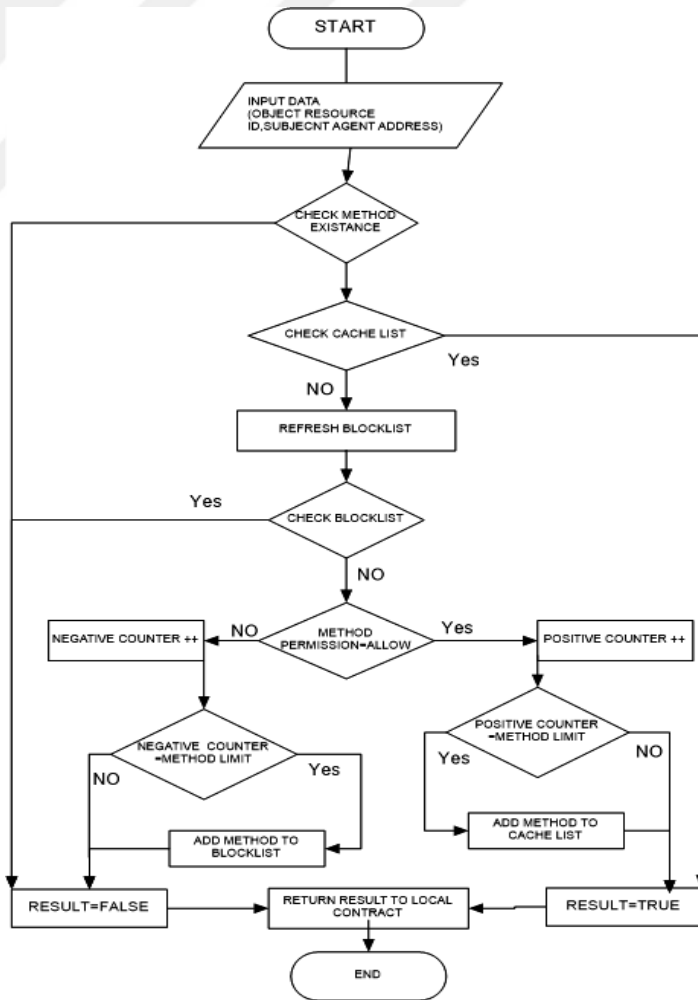 START
INPUT DATA
(OBJECT RESOURCE
ID,SUBJECNT AGENT ADDRESS)
CHECK METHOD
EXISTANCE
CHECK CACHE LIST
Yes
NO
REFRESH BLOCKLIST
Yes
CHECK BLOCKLIST
NO
NEGATIVE COUNTER ++
NO
METHOD
PERMISSION=ALLOW
Yes
POSITIVE COUNTER ++
NEGATIVE COUNTER
=METHOD LIMIT
NO
Yes
POSITIVE COUNTER
=METHOD LIMIT
Yes
NO
ADD METHOD TO
BLOCKLIST
ADD METHOD TO
CACHE LIST
RESULT=FALSE
RETURN RESULT TO LOCAL
CONTRACT
RESULT=TRUE
END